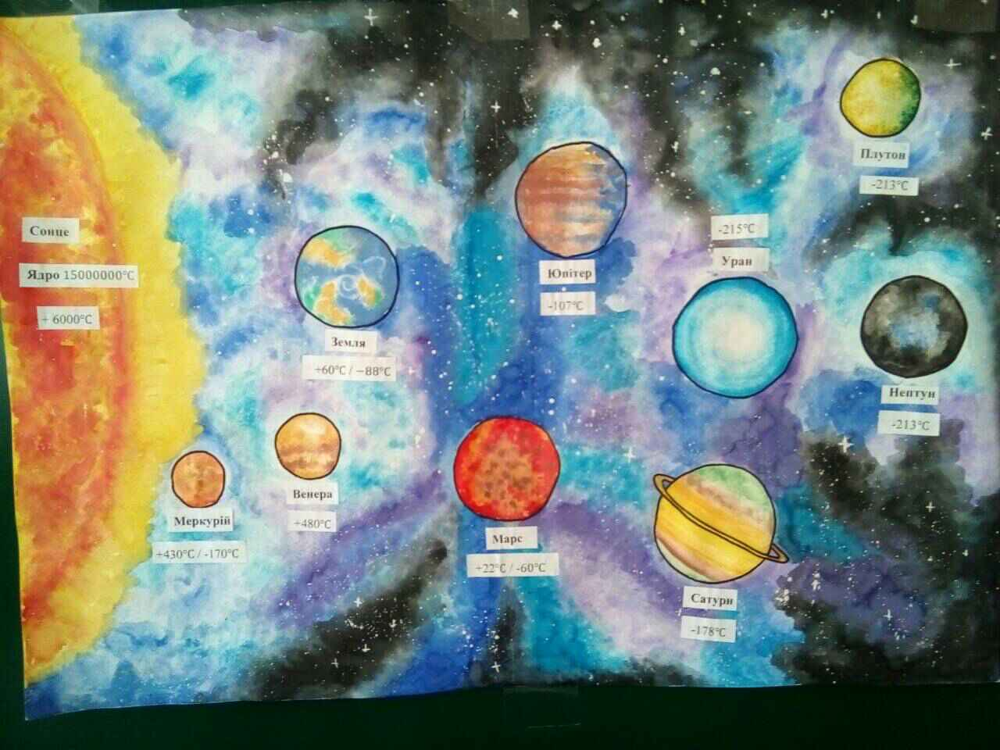 Сонце
Ядро 15000000°C
+ 6000°C
Меркурій
+430°C / -170°C
Венера
+480°C
Земля
+60°C / −88°C
Марс
+22°C / -60°C
Юпітер
-107°C
Сатурн
-178°C
-215°C
Уран
Нептун
-213°C
Плутон
-213°C